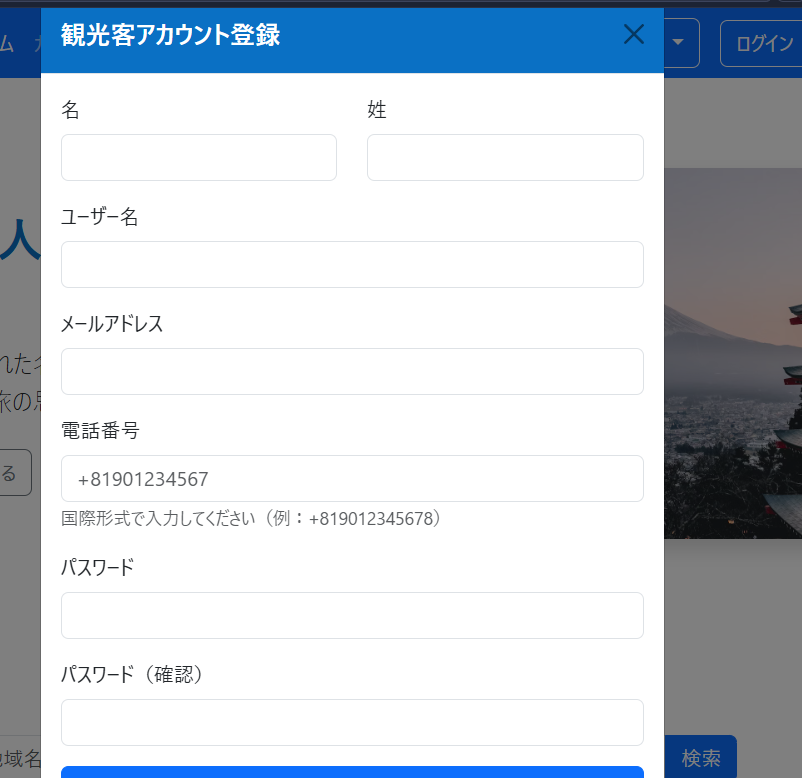 観光客アカウント登録
ログイン
名
姓
ユーザー名
人
メールアドレス
れた
旅の
電話番号
る
+81901234567
国際形式で入力してください（例：+819012345678）
パスワード
パスワード（確認）
地域名
検索